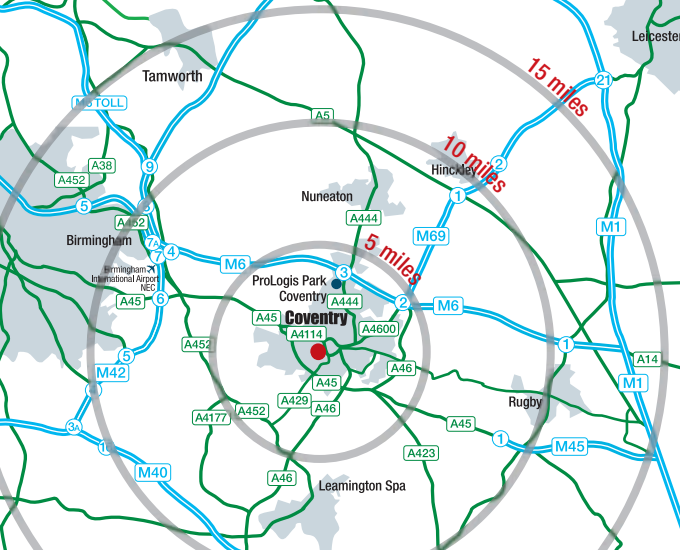 Leicester
15 miles
21
Tamworth
M6 TOLL
A5
10 miles
2
9
A38
A452
Hinckley
1
Nuneaton
5
5
A452
A444
M1
Birmingham
7A
7
4
M69
5 miles
M6
3
Birmingham
International Airport
NEC
ProLogis Park
Coventry
A45
6
A444
2
M6
A45
Coventry
A4114
A4600
A452
1
5
A14
M42
A46
M1
4
A45
A429
A46
A452
A4177
Rugby
3A
A45
1
M45
A423
M40
A46
Leamington Spa